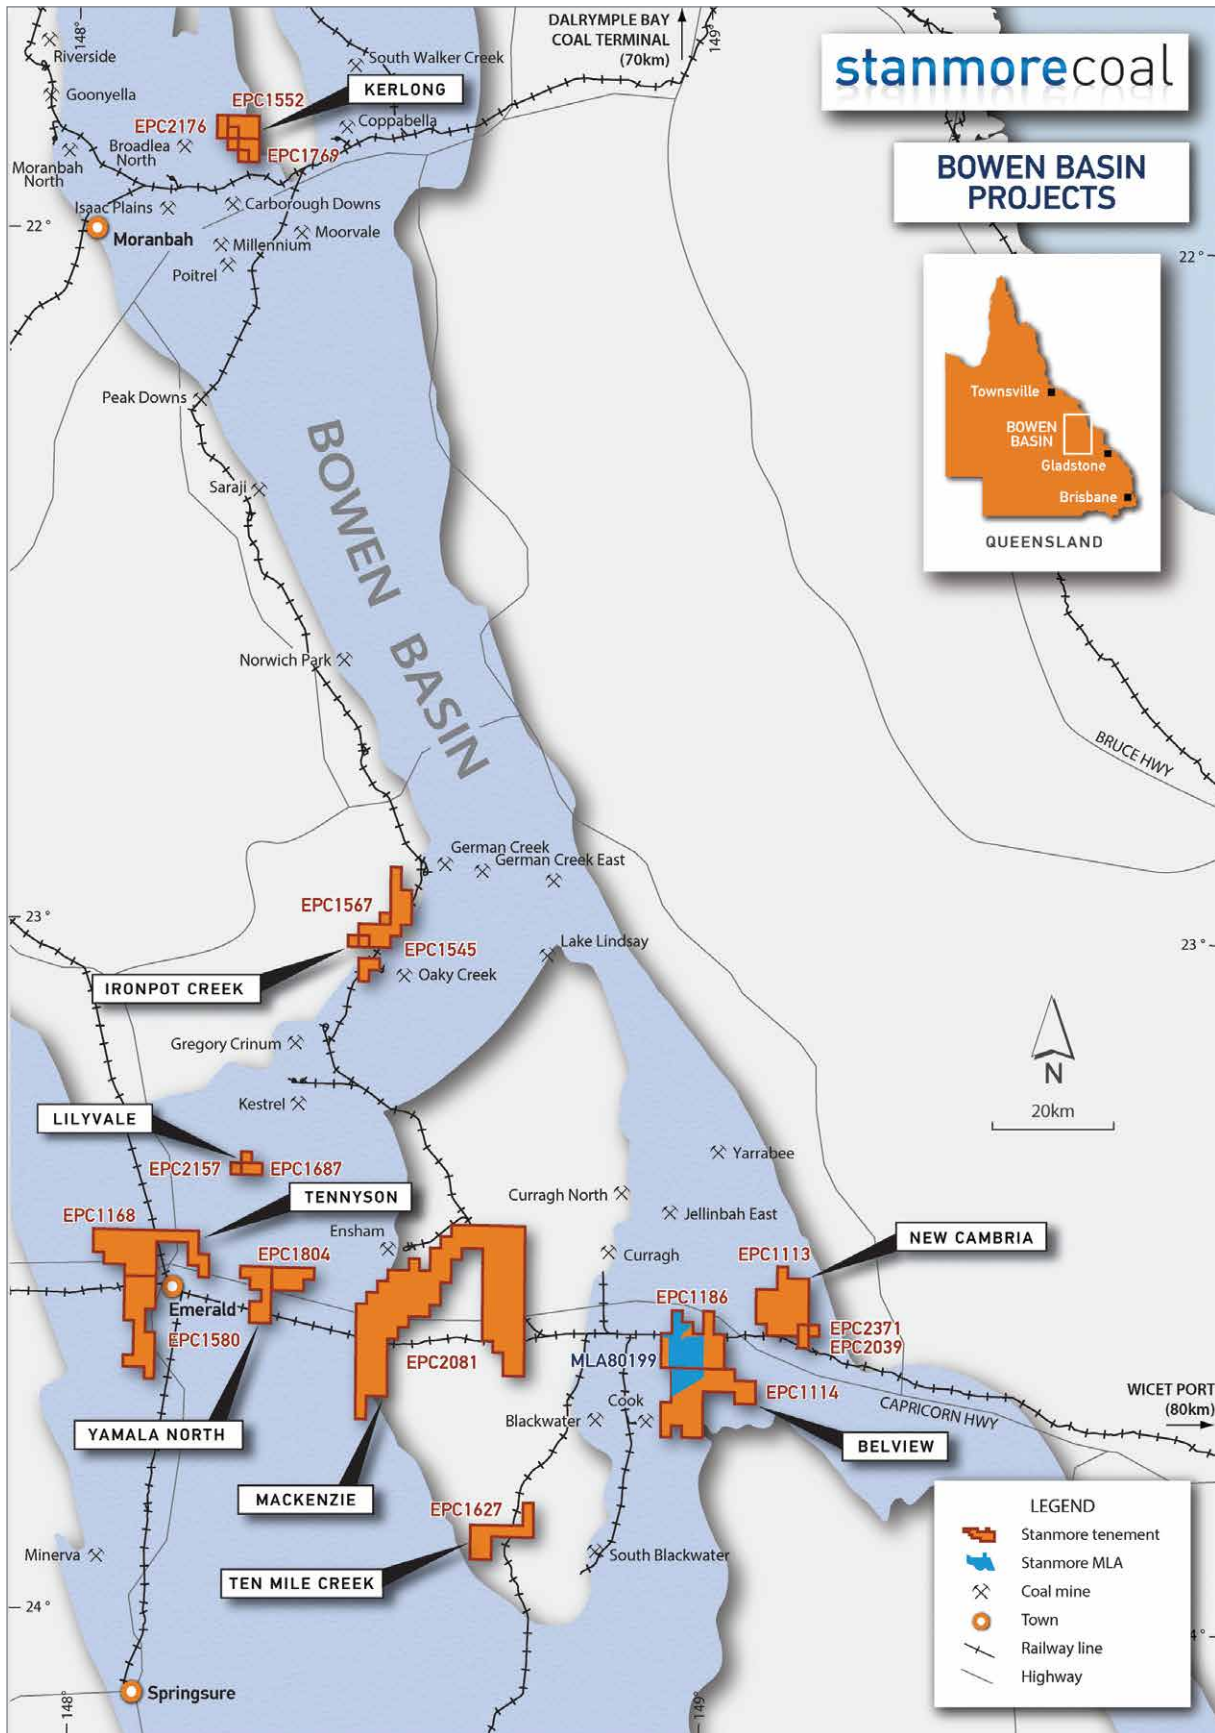 148°
DALRYMPLE BAY
COAL TERMINAL
(70km)
149°
stanmorecoal
Riverside
South Walker Creek
KERLONG
Goonyella
EPC1552
EPC2176
Coppabella
Broadlea
North
EPC1769
BOWEN BASIN
PROJECTS
Moranbah
North
Isaac Plains
Carborough Downs
22°
Moranbah
Millennium
Moorvale
Poitrel
22°
Townsville
BOWEN
BASIN
Gladstone
Brisbane
QUEENSLAND
Peak Downs
BOWEN BASIN
Saraji
Norwich Park
BRUCE HWY
German Creek
German Creek East
EPC1567
23°
EPC1545
Lake Lindsay
23°
IRONPOT CREEK
Oaky Creek
Gregory Crinum
N
20km
Kestrel
LILYVALE
EPC2157
EPC1687
Yarrabee
TENNYSON
Curragh North
EPC1168
Jellinbah East
Ensham
NEW CAMBRIA
EPC1804
Curragh
EPC1113
Emerald
EPC1186
EPC1580
EPC2371
EPC2039
EPC2081
MLA80199
EPC1114
WICET PORT
(80km)
Cook
Blackwater
CAPRICORN HWY
YAMALA NORTH
BELVIEW
MACKENZIE
EPC1627
LEGEND
Stanmore tenement
Stanmore MLA
Coal mine
Town
Railway line
Highway
Minerva
South Blackwater
TEN MILE CREEK
24°
4°
Springsure
148°
149°